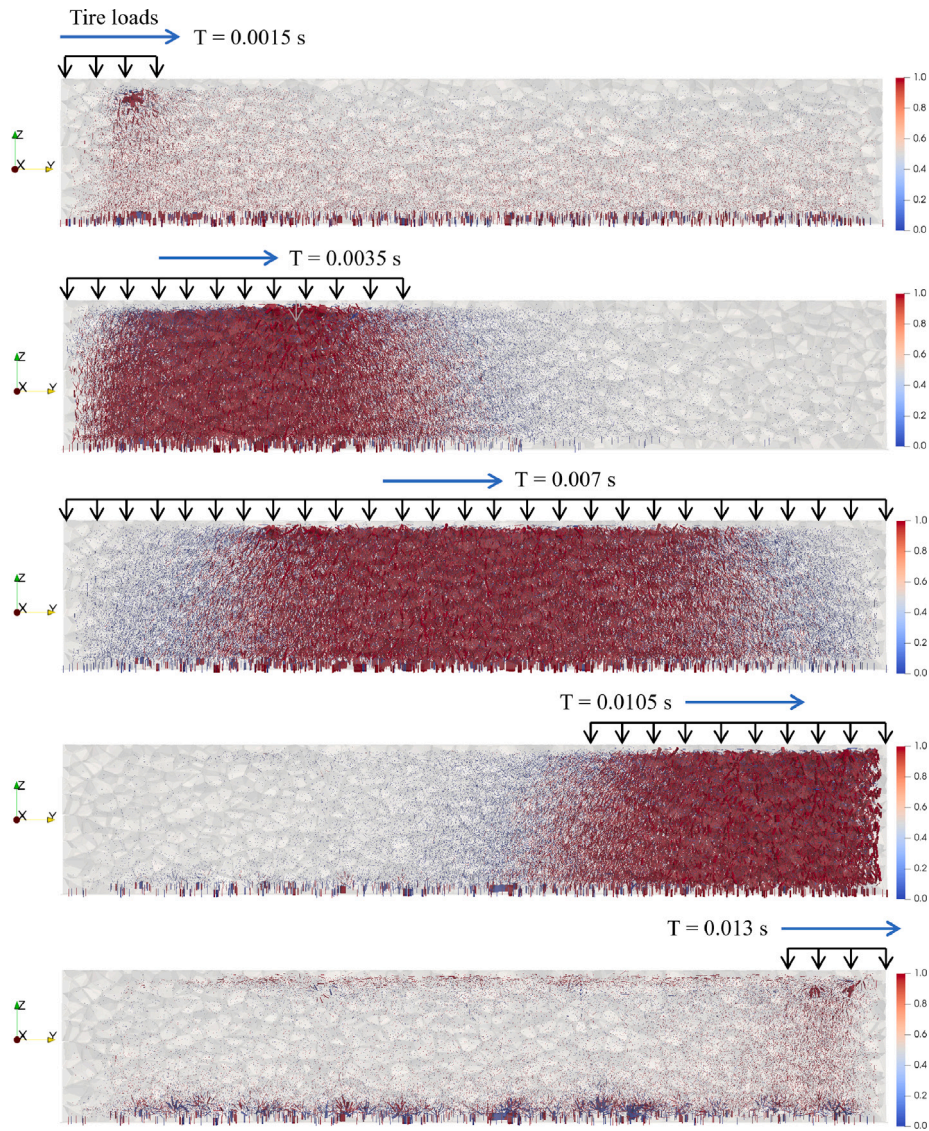 Tire loads
T = 0.0015 s
1.0
0.8
0.6
0.4
0.2
0.0
Z
X
Y
T = 0.0035 s
1.0
0.8
0.6
0.4
0.2
0.0
Z
X
Y
T = 0.007 s
1.0
0.8
0.6
0.4
0.2
0.0
Z
X
Y
T = 0.0105 s
1.0
0.8
0.6
0.4
0.2
0.0
Z
X
Y
T = 0.013 s
1.0
0.8
0.6
0.4
0.2
0.0
Z
X
Y